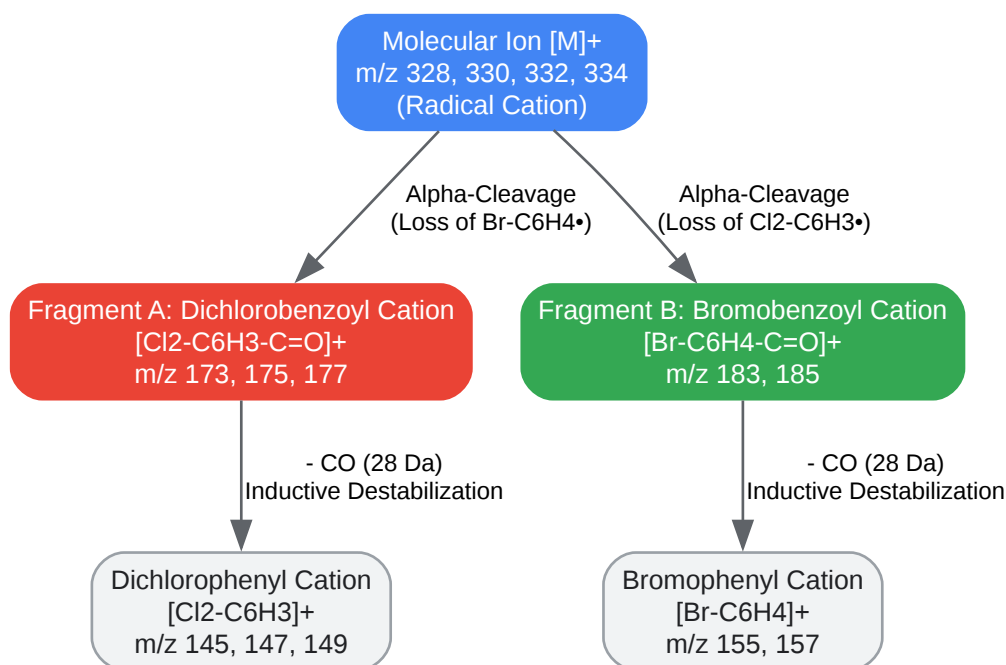 Molecular Ion [M]+
m/z 328, 330, 332, 334
(Radical Cation)
Alpha-Cleavage
(Loss of Br-C6H4•)
Alpha-Cleavage
(Loss of Cl2-C6H3•)
Fragment A: Dichlorobenzoyl Cation
[Cl2-C6H3-C=O]+
m/z 173, 175, 177
Fragment B: Bromobenzoyl Cation
[Br-C6H4-C=O]+
m/z 183, 185
- CO (28 Da)
Inductive Destabilization
- CO (28 Da)
Inductive Destabilization
Dichlorophenyl Cation
[Cl2-C6H3]+
m/z 145, 147, 149
Bromophenyl Cation
[Br-C6H4]+
m/z 155, 157